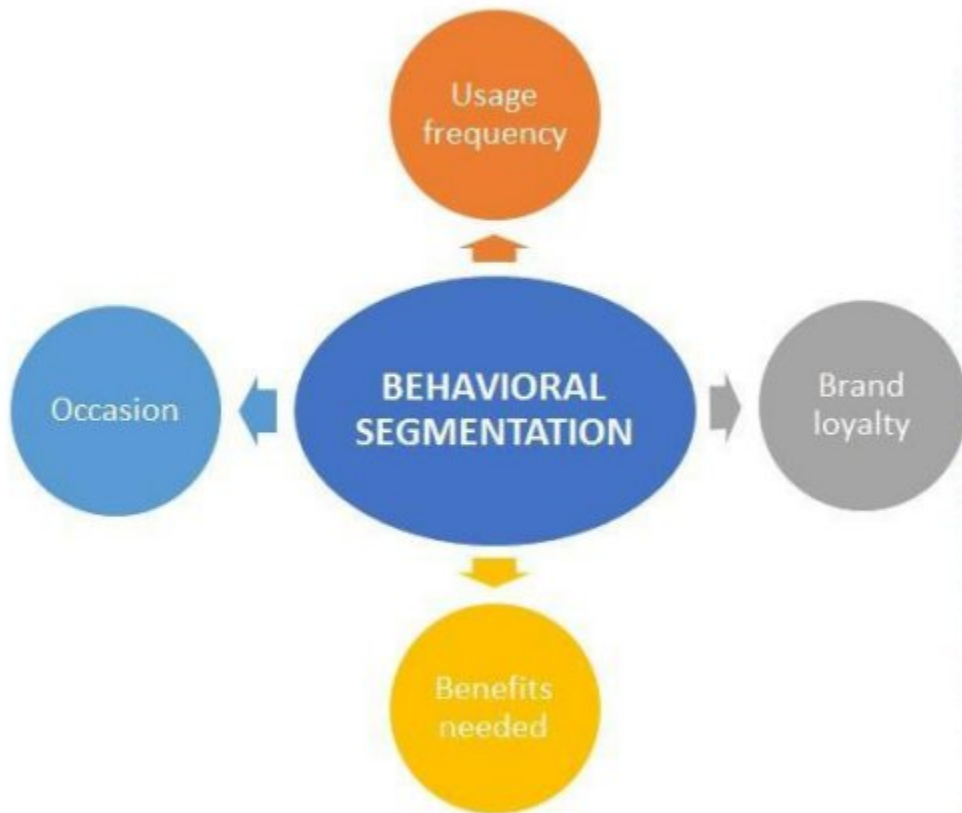 Usage
frequency
Occasion
BEHAVIORAL
SEGMENTATION
Brand
loyalty
Benefits
needed